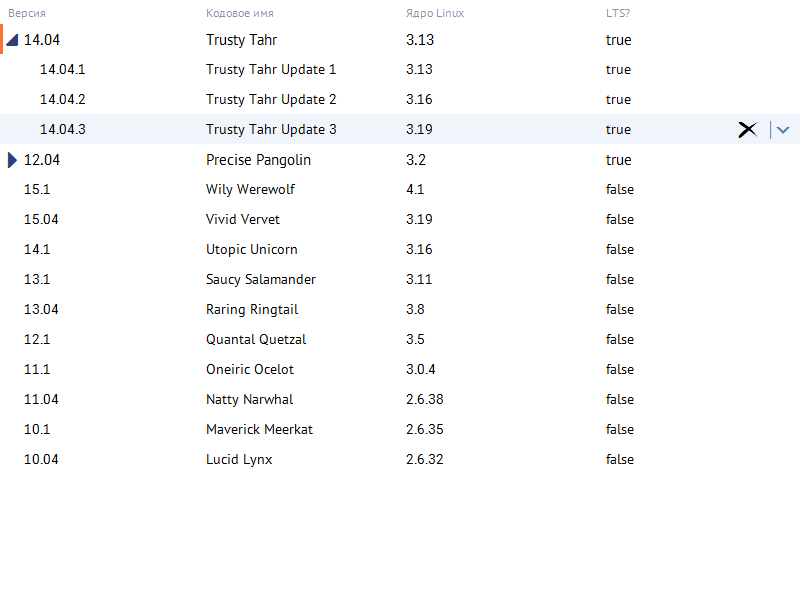 Версия Кодовое имя Ядро Linux LTS?
14.04 Trusty Tahr 3.13 true
14.04.1 Trusty Tahr Update 1 3.13 true
14.04.2 Trusty Tahr Update 2 3.16 true
14.04.3 Trusty Tahr Update 3 3.19 true
12.04 Precise Pangolin 3.2 true
15.1 Wily Werewolf 4.1 false
15.04 Vivid Vervet 3.19 false
14.1 Utopic Unicorn 3.16 false
13.1 Saucy Salamander 3.11 false
13.04 Raring Ringtail 3.8 false
12.1 Quantal Quetzal 3.5 false
11.1 Oneiric Ocelot 3.0.4 false
11.04 Natty Narwhal 2.6.38 false
10.1 Maverick Meerkat 2.6.35 false
10.04 Lucid Lynx 2.6.32 false